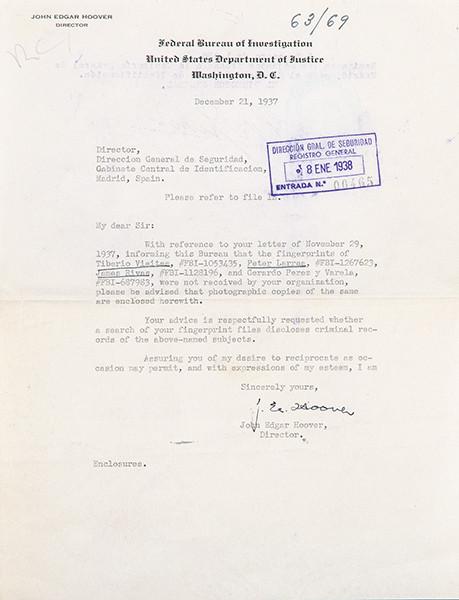 JOHN EDGAR HOOVER
DIRECTOR
63/69
Federal Bureau of Investigation
United States Department of Justice
Washington, D. C.
December 21, 1937
Director,
Direccion General de Seguridad,
Gabinete Central de Identificacion,
Madrid, Spain.
DIRECCIÓN GRAL. DE SEGURIDAD
REGISTRO GENERAL
8 ENE. 1938
ENTRADA N.º 00465
Please refer to file
My dear Sir:
With reference to your letter of November 29,
1937, informing this Bureau that the fingerprints of
Tiberio Visites, #FBI-1053435, Peter Larras, #FBI-1267623,
James Rivas, #FBI-1128196, and Gerardo Perez y Varela,
#FBI-687983, were not received by your organization,
please be advised that photographic copies of the same
are enclosed herewith.
Your advice is respectfully requested whether
a search of your fingerprint files discloses criminal rec-
ords of the above-named subjects.
Assuring you of my desire to reciprocate as oc-
casion may permit, and with expressions of my esteem, I am
Sincerely yours,
J. E. Hoover
John Edgar Hoover,
Director.
Enclosures.